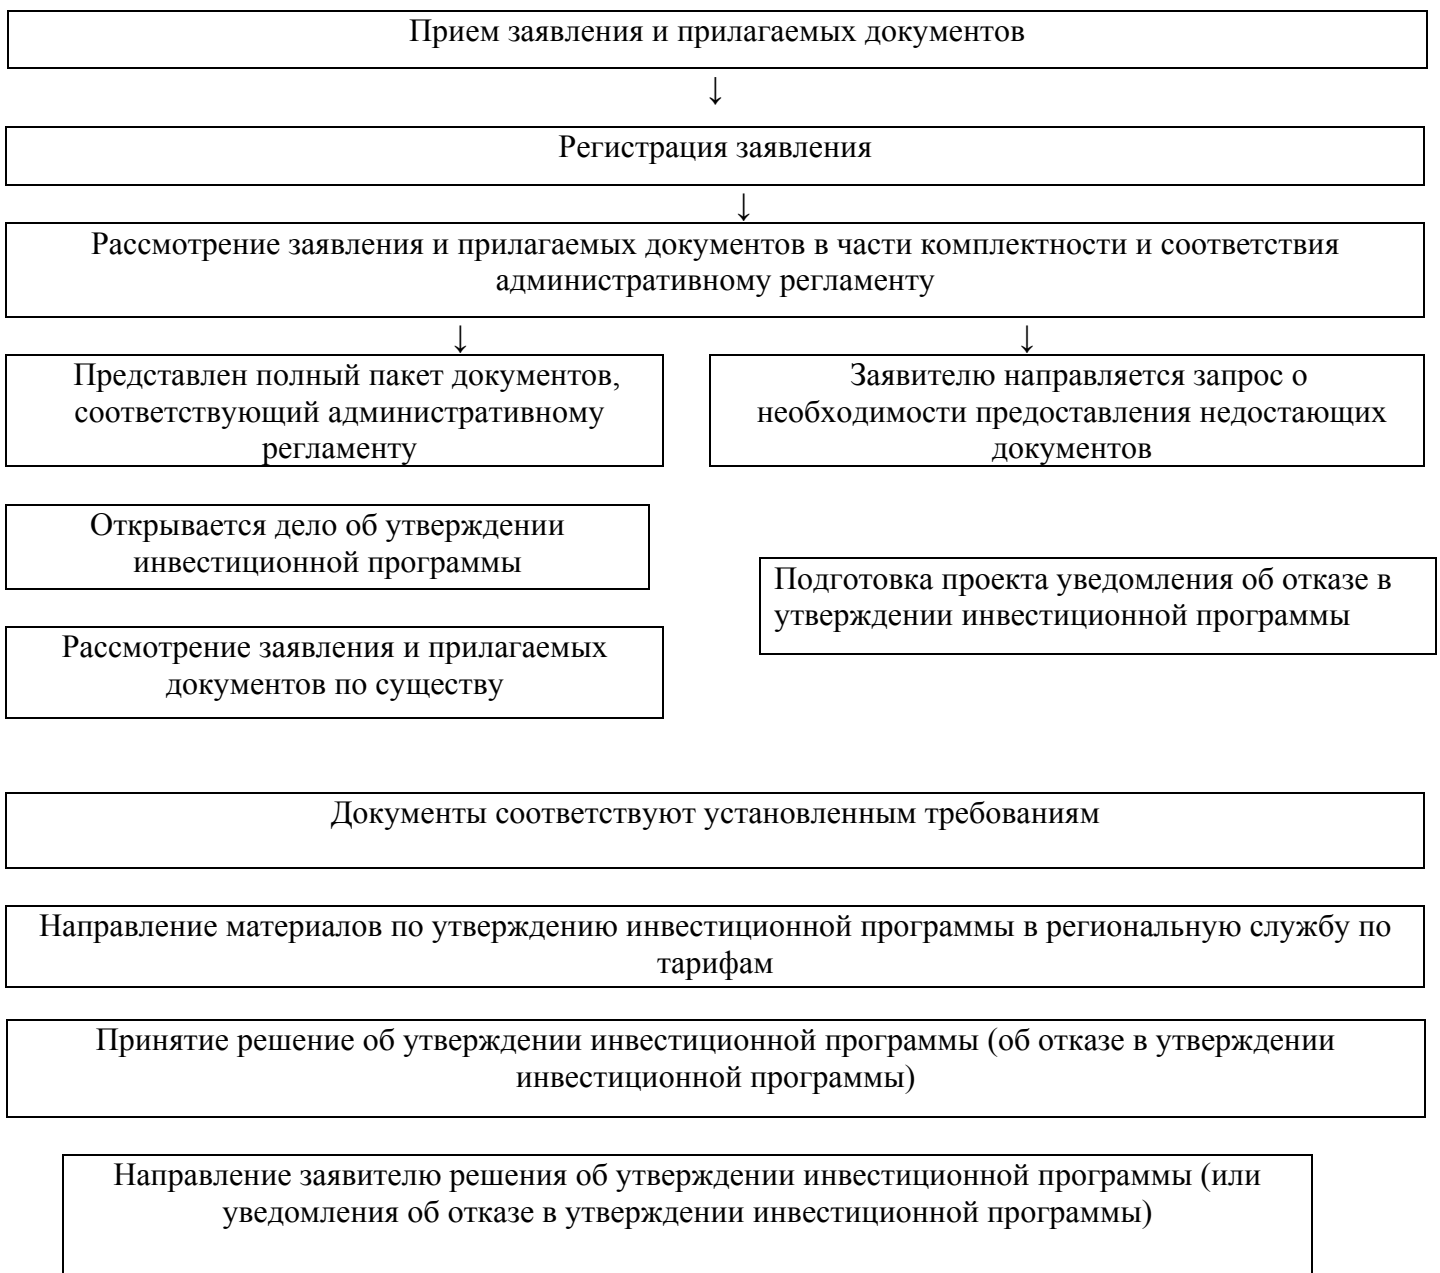 Прием заявления и прилагаемых документов
↓
Регистрация заявления
↓
Рассмотрение заявления и прилагаемых документов в части комплектности и соответствия
административному регламенту
↓ ↓
Представлен полный пакет документов,
соответствующий административному
регламенту
Заявителю направляется запрос о
необходимости предоставления недостающих
документов
Открывается дело об утверждении
инвестиционной программы
Подготовка проекта уведомления об отказе в
утверждении инвестиционной программы
Рассмотрение заявления и прилагаемых
документов по существу
Документы соответствуют установленным требованиям
Направление материалов по утверждению инвестиционной программы в региональную службу по
тарифам
Принятие решение об утверждении инвестиционной программы (об отказе в утверждении
инвестиционной программы)
Направление заявителю решения об утверждении инвестиционной программы (или
уведомления об отказе в утверждении инвестиционной программы)